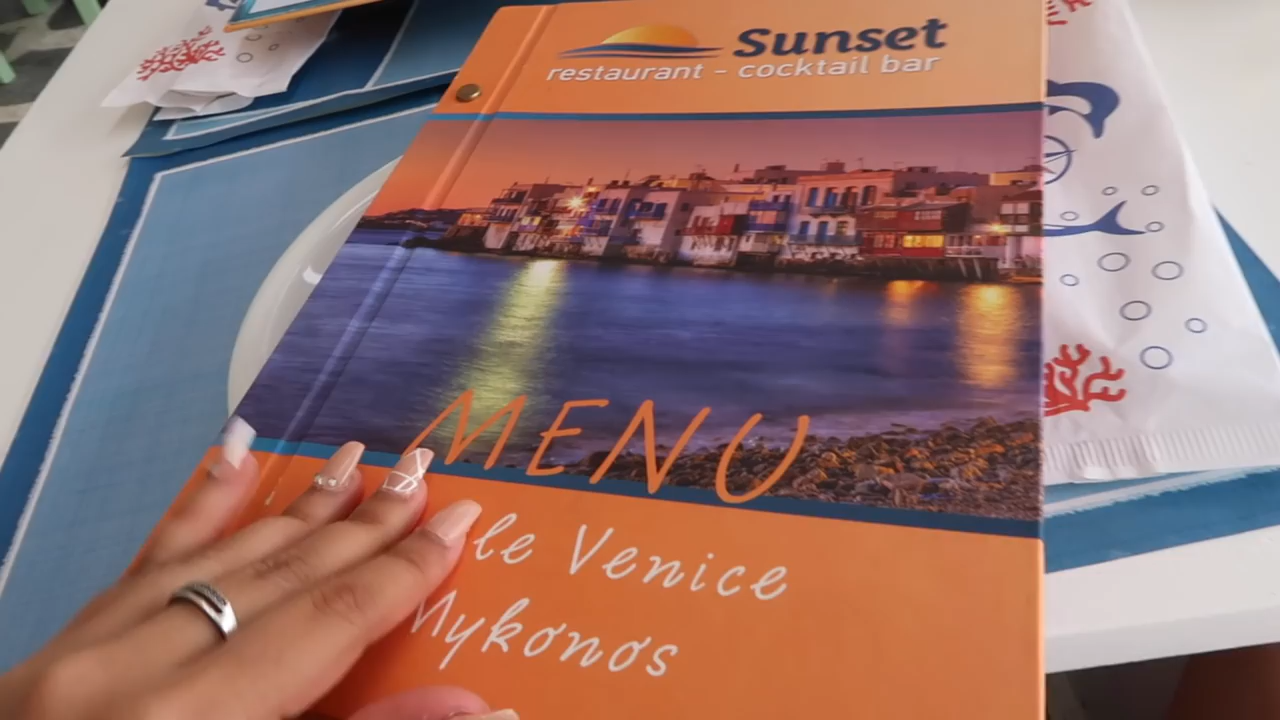 Sunset
restaurant - cocktail bar
MENU
le Venice
Mykonos